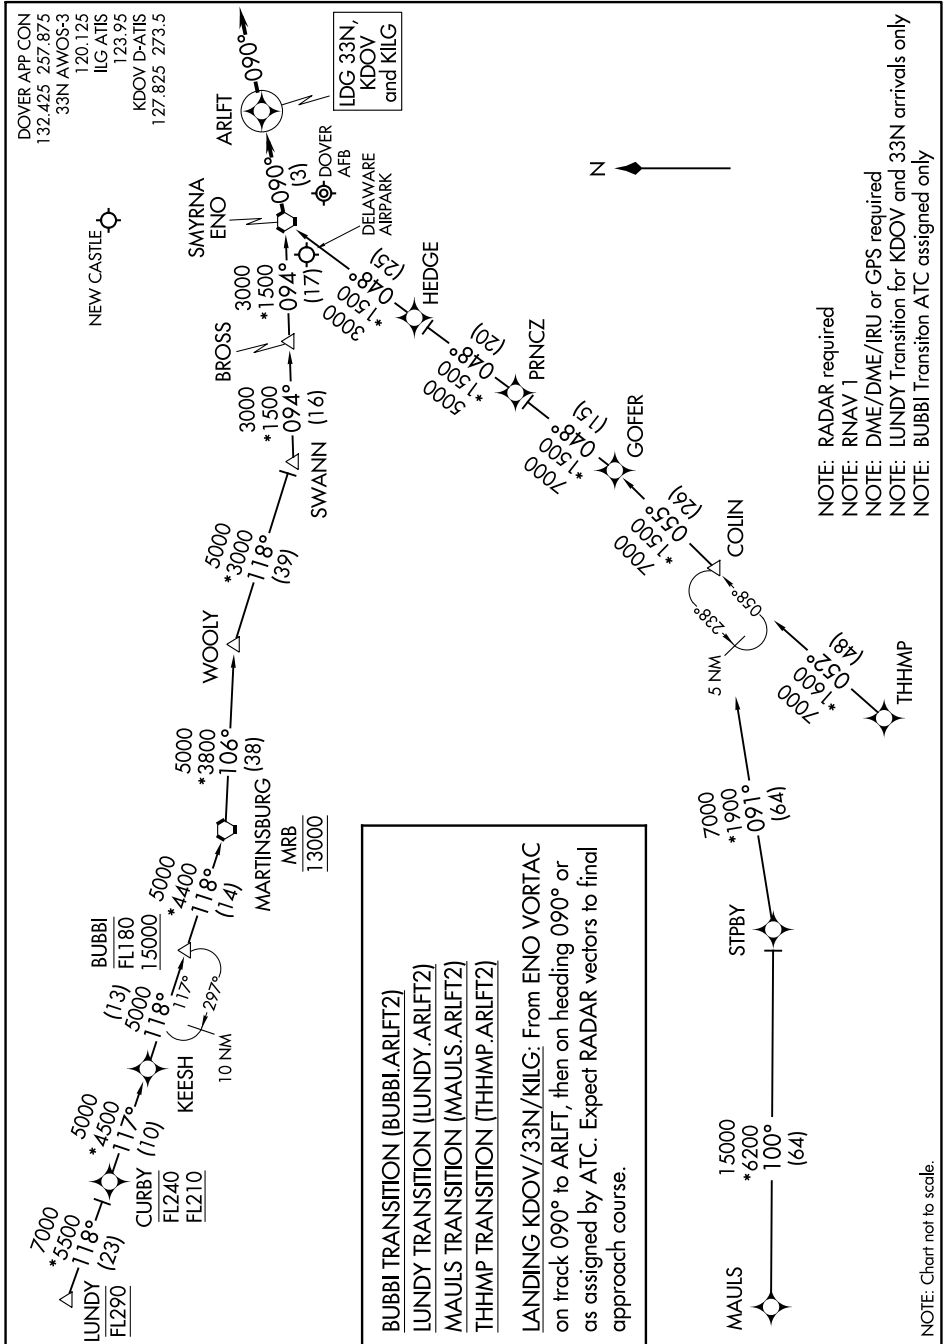 DOVER APP CON
132.425 257.875
33N AWOS-3
120.125
ILG ATIS
123.95
KDOV D-ATIS
127.825 273.5
NEW CASTLE
LDG 33N,
KDOV
and KILG
ARLFT
090°
090°
(3)
SMYRNA
ENO
DOVER
AFB
DELAWARE
AIRPARK
3000
*1500
094°
(17)
BROSS
3000
*1500
094°
(16)
SWANN
5000
*3000
118°
(39)
WOOLY
5000
*3800
106°
(38)
MARTINSBURG
MRB
13000
5000
*4400
118°
(14)
BUBBI
FL180
15000
117°
297°
10 NM
(13)
5000
118°
KEESH
5000
*4500
117°
(10)
CURBY
FL240
FL210
7000
*5500
118°
(23)
LUNDY
FL290
3000
*1500
048°
(25)
HEDGE
5000
*1500
048°
(20)
PRNCZ
7000
*1500
048°
(15)
GOFER
7000
*1500
055°
(26)
COLIN
238°
058°
5 NM
7000
*1600
052°
(48)
THHMP
7000
*1900
091°
(64)
STPBY
15000
*6200
100°
(64)
MAULS
N
NOTE: RADAR required
NOTE: RNAV 1
NOTE: DME/DME/IRU or GPS required
NOTE: LUNDY Transition for KDOV and 33N arrivals only
NOTE: BUBBI Transiton ATC assigned only
BUBBI TRANSITION (BUBBI.ARLFT2)
LUNDY TRANSITION (LUNDY.ARLFT2)
MAULS TRANSITION (MAULS.ARLFT2)
THHMP TRANSITION (THHMP.ARLFT2)
LANDING KDOV/33N/KILG: From ENO VORTAC
on track 090° to ARLFT, then on heading 090° or
as assigned by ATC. Expect RADAR vectors to final
approach course.
NOTE: Chart not to scale.